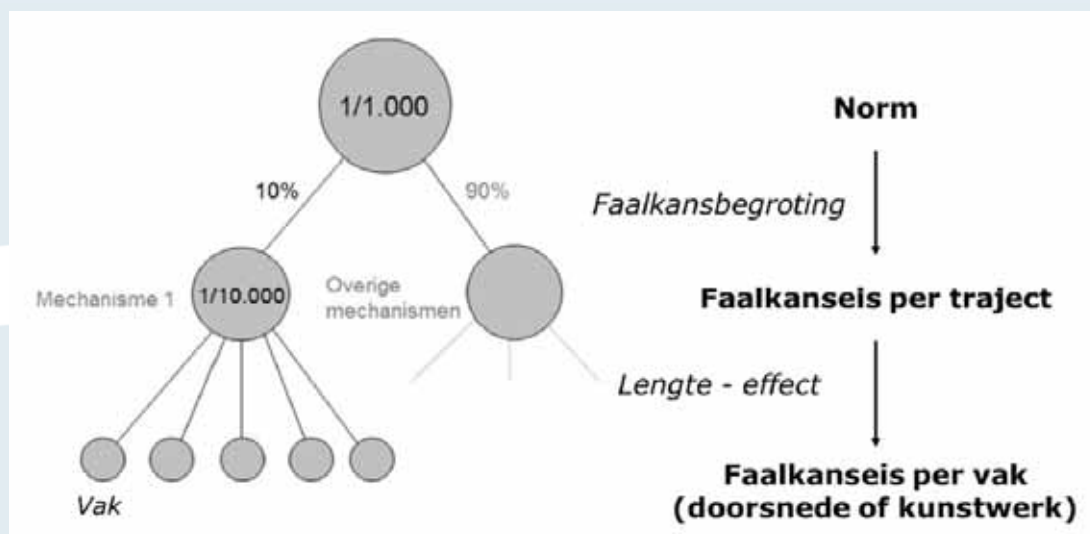 1/1.000
10%
90%
Mechanisme 1
1/10.000
Overige
mechanismen
Vak
Norm
Faalkansbegroting
Faalkanseis per traject
Lengte - effect
Faalkanseis per vak
(doorsnede of kunstwerk)